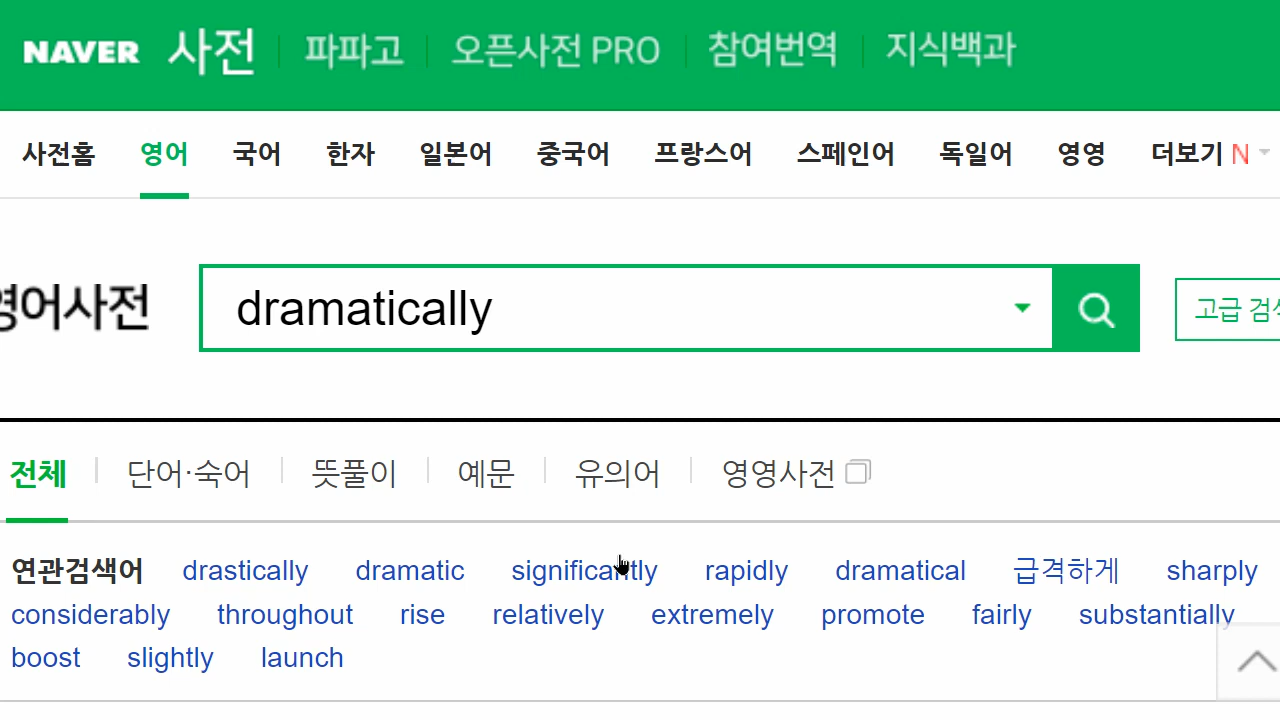 NAVER 사전 파파고 오픈사전 PRO 참여번역 지식백과
사전홈 영어 국어 한자 일본어 중국어 프랑스어 스페인어 독일어 영영 더보기 N
영어사전 dramatically 고급 검색
전체 단어·숙어 뜻풀이 예문 유의어 영영사전
연관검색어 drastically dramatic significantly rapidly dramatical 급격하게 sharply
considerably throughout rise relatively extremely promote fairly substantially
boost slightly launch